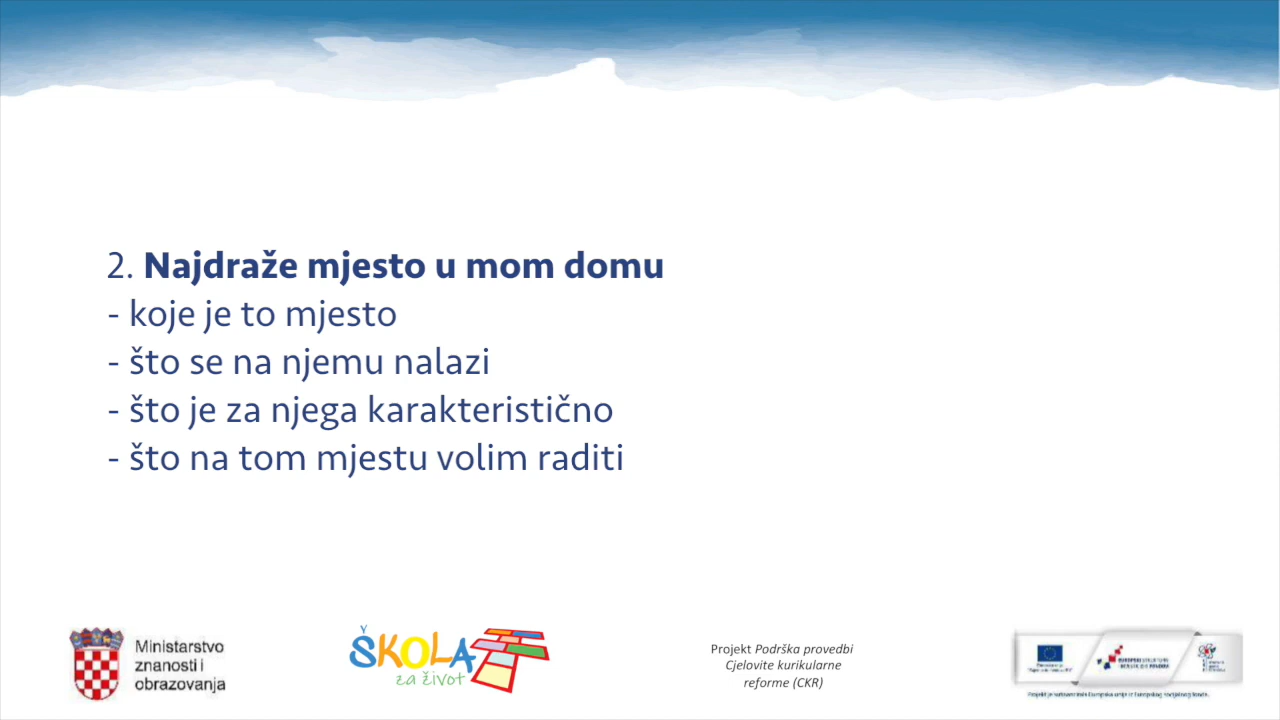 2. Najdraže mjesto u mom domu
- koje je to mjesto
- što se na njemu nalazi
- što je za njega karakteristično
- što na tom mjestu volim raditi
Ministarstvo
znanosti i
obrazovanja
ŠKOLA
za život
Projekt Podrška provedbi
Cjelovite kurikularne
reforme (CKR)